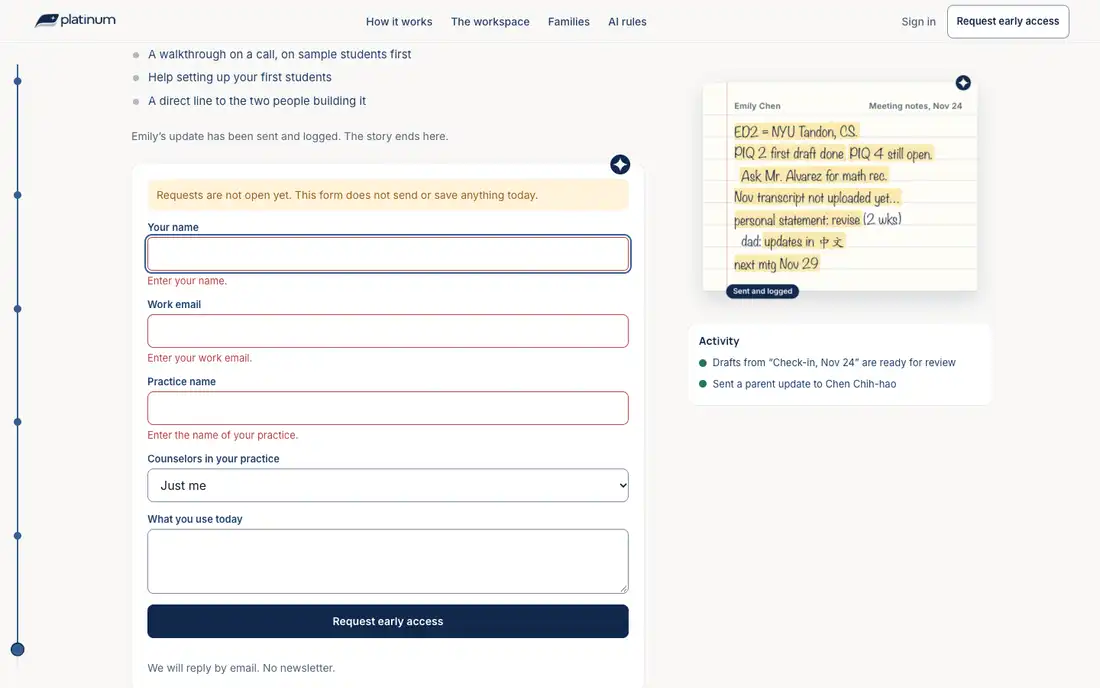 platinum
How it works
The workspace
Families
AI rules
Sign in
Request early access
A walkthrough on a call, on sample students first
Help setting up your first students
A direct line to the two people building it
Emily’s update has been sent and logged. The story ends here.
Requests are not open yet. This form does not send or save anything today.
Your name
Enter your name.
Work email
Enter your work email.
Practice name
Enter the name of your practice.
Counselors in your practice
Just me
What you use today
Request early access
We will reply by email. No newsletter.
Emily Chen
Meeting notes, Nov 24
ED2 = NYU Tandon, CS.
PIQ 2 first draft done PIQ 4 still open.
Ask Mr. Alvarez for math rec.
Nov transcript not uploaded yet...
personal statement: revise (2 wks)
dad: updates in 中文
next mtg Nov 29
Sent and logged
Activity
Drafts from “Check-in, Nov 24” are ready for review
Sent a parent update to Chen Chih-hao